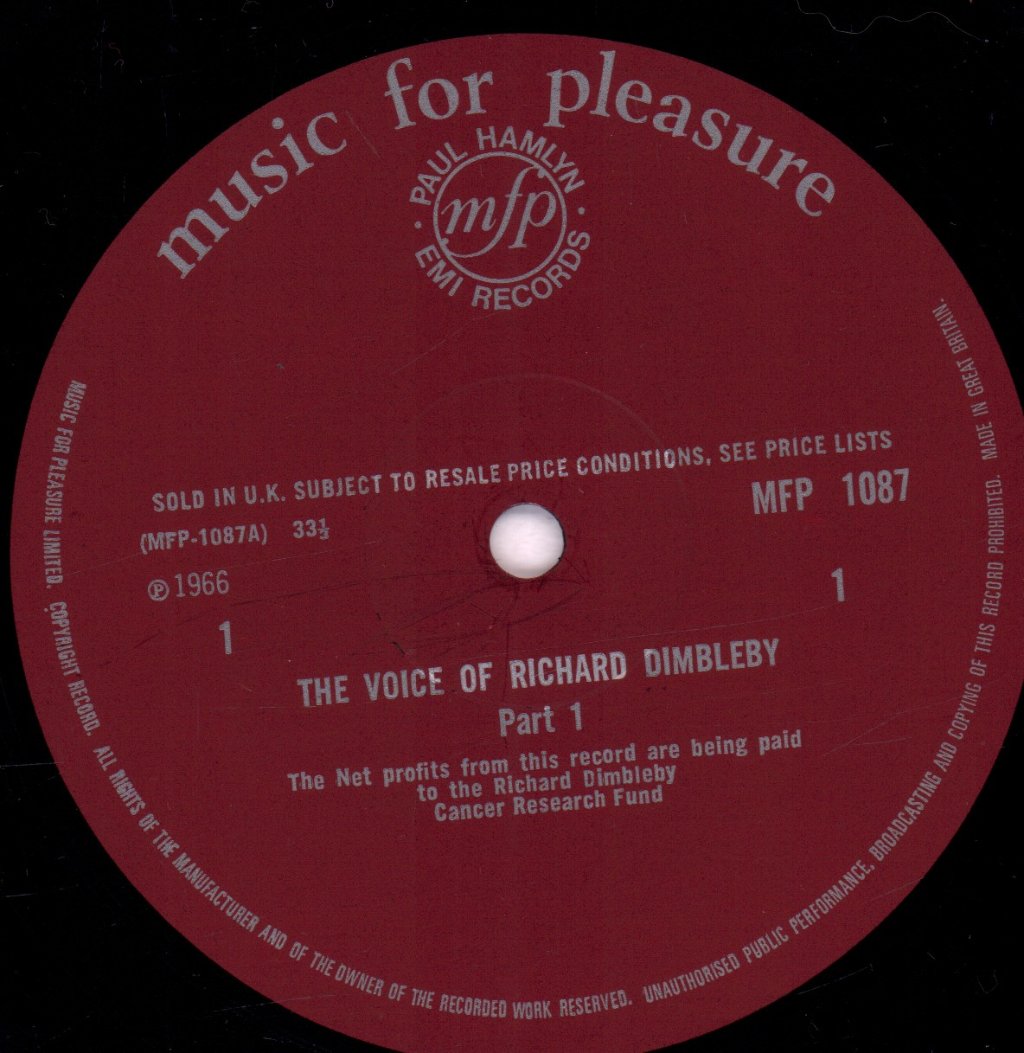 music for pleasure
PAUL HAMLYN
mfp
· EMI RECORDS ·
SOLD IN U.K. SUBJECT TO RESALE PRICE CONDITIONS, SEE PRICE LISTS
MFP 1087
(MFP-1087A) 33⅓
℗ 1966
1 1
THE VOICE OF RICHARD DIMBLEBY
Part 1
The Net profits from this record are being paid
to the Richard Dimbleby
Cancer Research Fund
MUSIC FOR PLEASURE LIMITED. COPYRIGHT RECORD. ALL RIGHTS OF THE MANUFACTURER AND OF THE OWNER OF THE RECORDED WORK RESERVED. UNAUTHORISED PUBLIC PERFORMANCE, BROADCASTING AND COPYING OF THIS RECORD PROHIBITED. MADE IN GREAT BRITAIN.